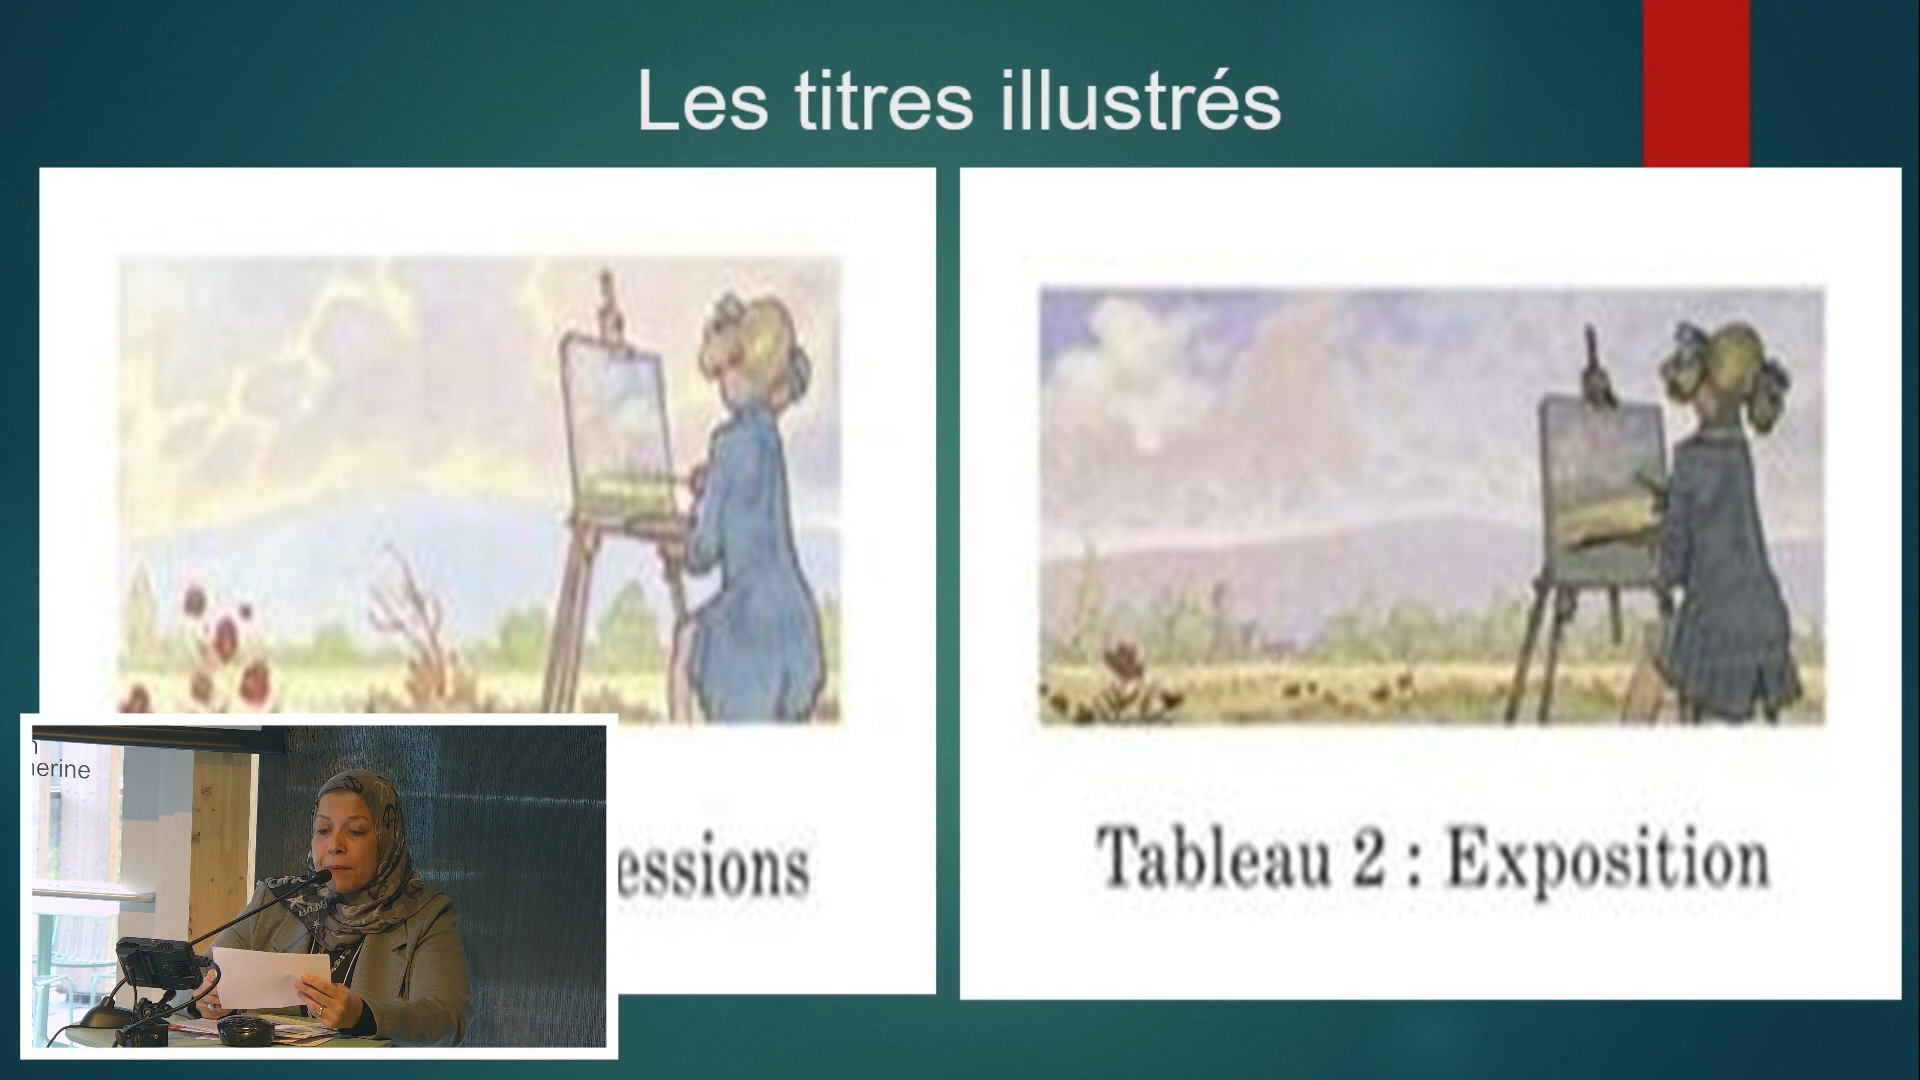 Les titres illustrés
essions
Tableau 2 : Exposition
erine